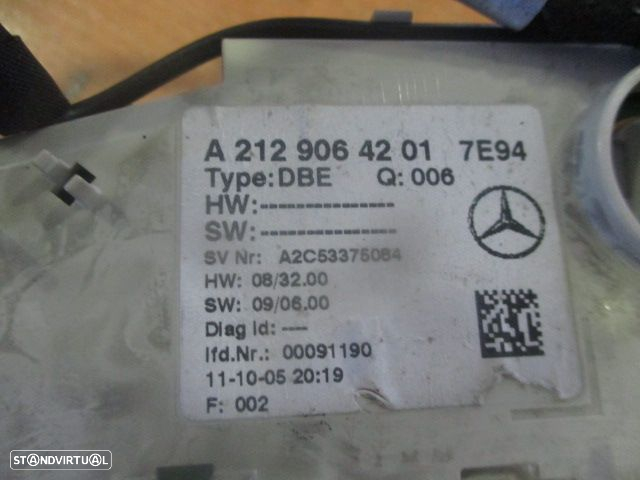 A 212 906 42 01 7E94
Type:DBE Q: 006
HW:---------------
SW:---------------
SV Nr: A2C53375084
HW: 08/32.00
SW: 09/06.00
Diag Id: ----
lfd.Nr.: 00091190
11-10-05 20:19
F: 002
STANDVIRTUAL